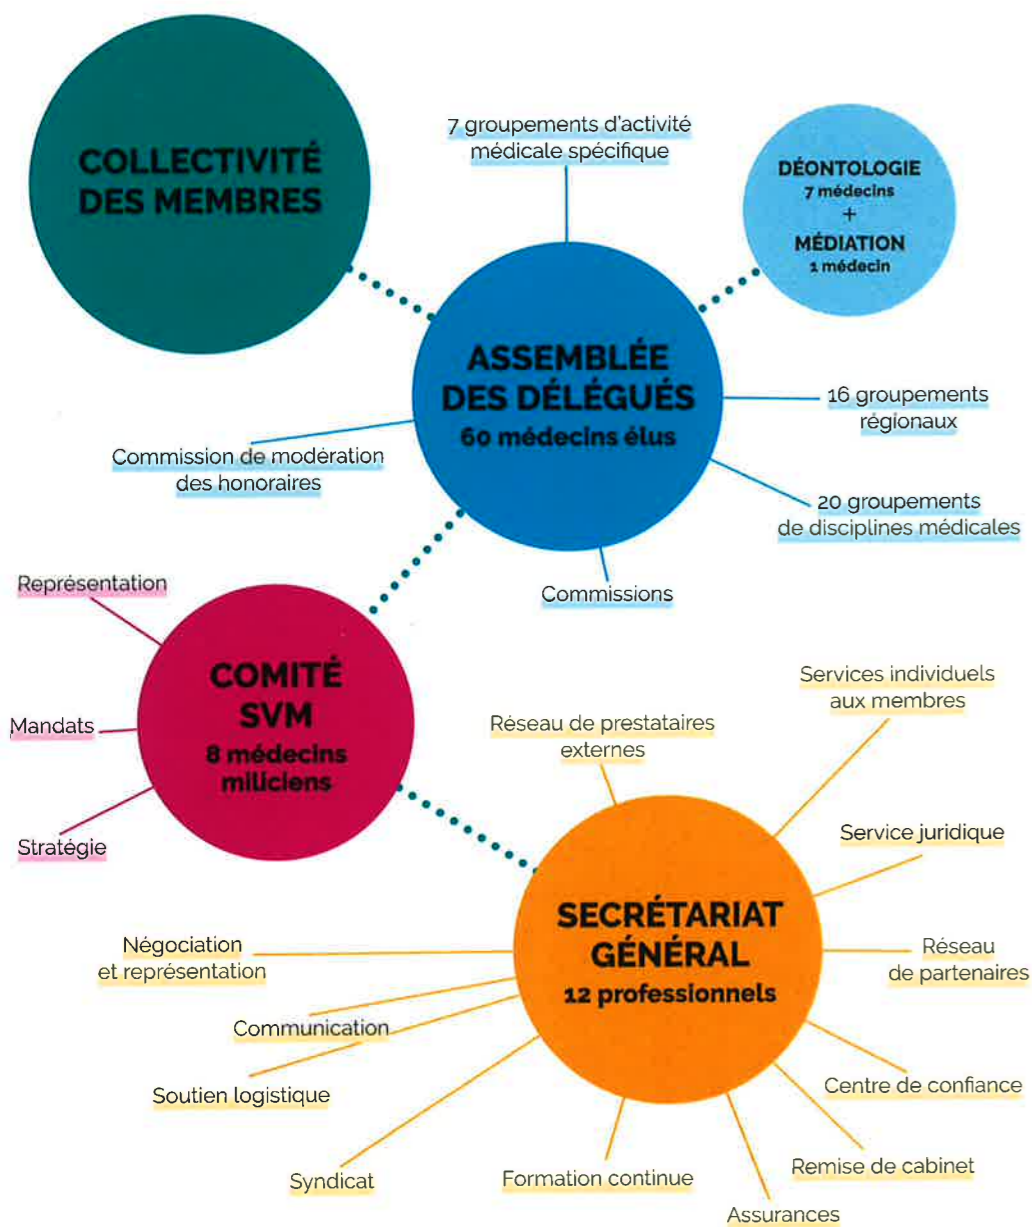 COLLECTIVITÉ
DES MEMBRES
7 groupements d'activité
médicale spécifique
DÉONTOLOGIE
7 médecins
+
MÉDIATION
1 médecin
ASSEMBLÉE
DES DÉLÉGUÉS
60 médecins élus
16 groupements
régionaux
Commission de modération
des honoraires
20 groupements
de disciplines médicales
Commissions
Représentation
COMITÉ
SVM
8 médecins
miliciens
Mandats
Stratégie
Services individuels
aux membres
Réseau de prestataires
externes
Service juridique
SECRÉTARIAT
GÉNÉRAL
12 professionnels
Négociation
et représentation
Réseau
de partenaires
Communication
Soutien logistique
Centre de confiance
Syndicat
Formation continue
Remise de cabinet
Assurances